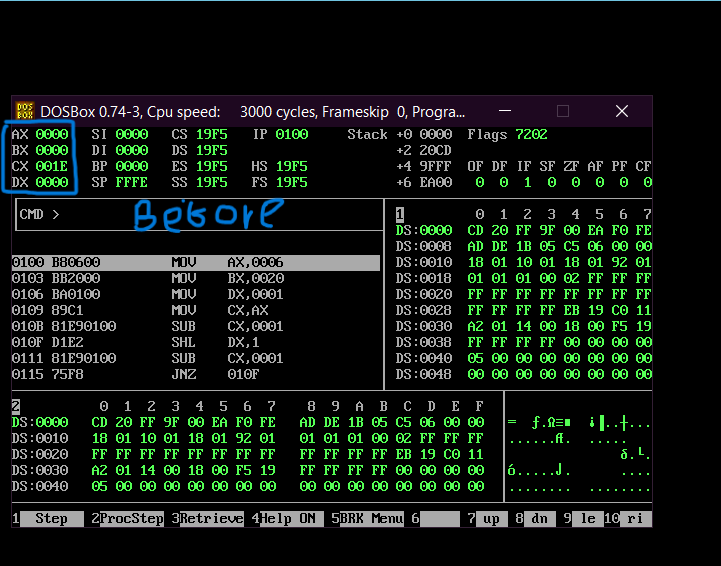 DOSBox 0.74-3, Cpu speed: 3000 cycles, Frameskip 0, Progra...
AX 0000 SI 0000 CS 19F5 IP 0100 Stack +0 0000 Flags 7202
BX 0000 DI 0000 DS 19F5 +2 20CD
CX 001E BP 0000 ES 19F5 HS 19F5 +4 9FFF OF DF IF SF ZF AF PF CF
DX 0000 SP FFFE SS 19F5 FS 19F5 +6 EA00 0 0 1 0 0 0 0 0
CMD > Before 1 0 1 2 3 4 5 6 7
DS:0000 CD 20 FF 9F 00 EA F0 FE
DS:0008 AD DE 1B 05 C5 06 00 00
0100 B80600 MOV AX,0006 DS:0010 18 01 10 01 18 01 92 01
0103 BB2000 MOV BX,0020 DS:0018 01 01 01 00 02 FF FF FF
0106 BA0100 MOV DX,0001 DS:0020 FF FF FF FF FF FF FF FF
0109 89C1 MOV CX,AX DS:0028 FF FF FF FF EB 19 C0 11
010B 81E90100 SUB CX,0001 DS:0030 A2 01 14 00 18 00 F5 19
010F D1E2 SHL DX,1 DS:0038 FF FF FF FF 00 00 00 00
0111 81E90100 SUB CX,0001 DS:0040 05 00 00 00 00 00 00 00
0115 75F8 JNZ 010F DS:0048 00 00 00 00 00 00 00 00
2 0 1 2 3 4 5 6 7 8 9 A B C D E F
DS:0000 CD 20 FF 9F 00 EA F0 FE AD DE 1B 05 C5 06 00 00
DS:0010 18 01 10 01 18 01 92 01 01 01 01 00 02 FF FF FF
DS:0020 FF FF FF FF FF FF FF FF FF FF FF FF EB 19 C0 11
DS:0030 A2 01 14 00 18 00 F5 19 FF FF FF FF 00 00 00 00
DS:0040 05 00 00 00 00 00 00 00 00 00 00 00 00 00 00 00
1 Step 2ProcStep 3Retrieve 4Help ON 5BRK Menu 6 7 up 8 dn 9 le 10 ri